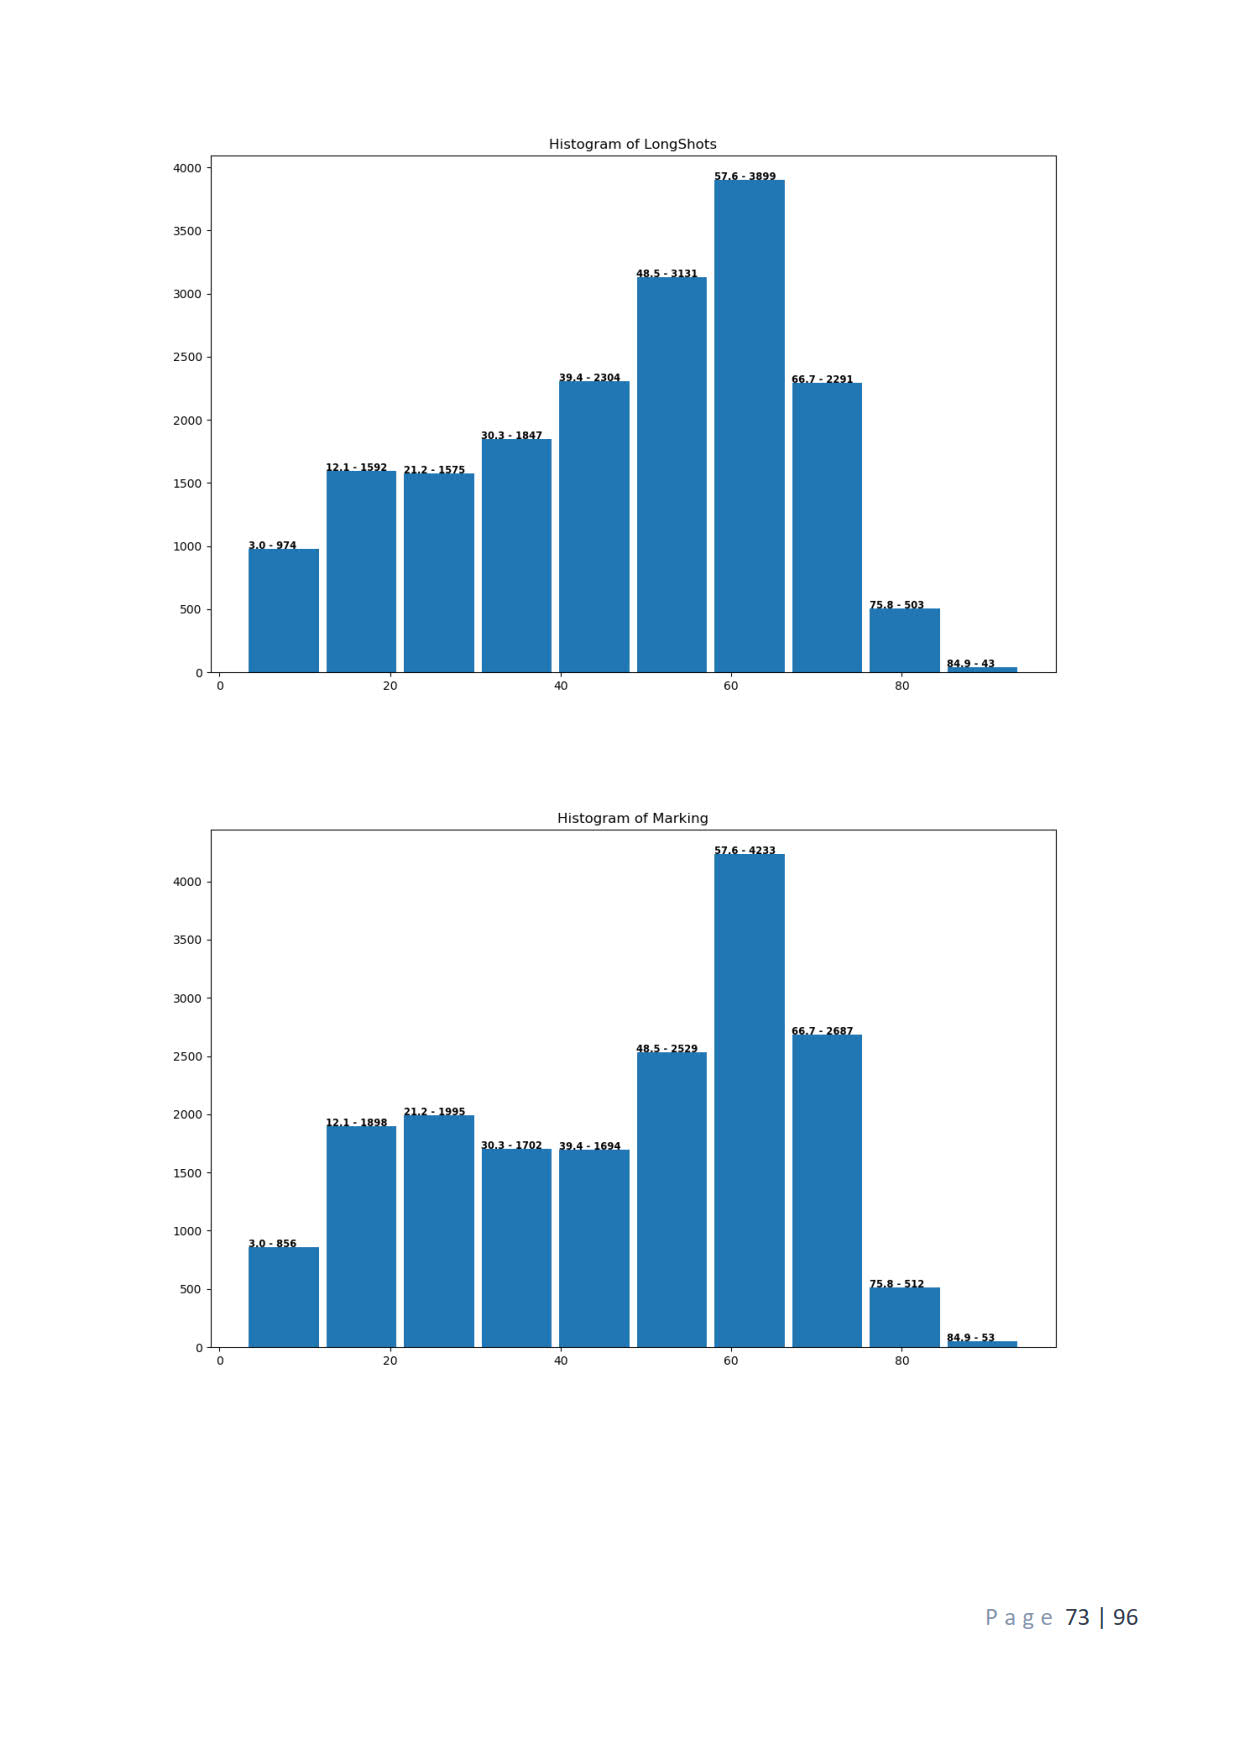 Histogram of LongShots
4000
57.6 - 3899
3500
48.5 - 3131
3000
2500
39.4 - 2304
66.7 - 2291
2000
30.3 - 1847
12.1 - 1592
21.2 - 1575
1500
1000
3.0 - 974
500
75.8 - 503
84.9 - 43
0
0 20 40 60 80
Histogram of Marking
57.6 - 4233
4000
3500
3000
66.7 - 2687
2500
48.5 - 2529
2000
21.2 - 1995
12.1 - 1898
30.3 - 1702
39.4 - 1694
1500
1000
3.0 - 856
500
75.8 - 512
84.9 - 53
0
0 20 40 60 80
Page 73 | 96